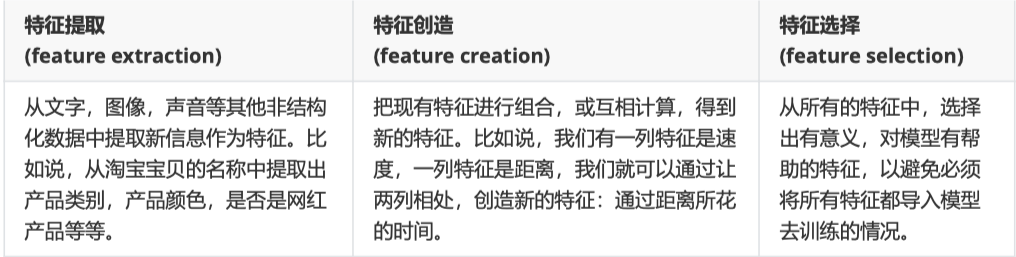 特征提取
(feature extraction)
特征创造
(feature creation)
特征选择
(feature selection)
从文字，图像，声音等其他非结构
化数据中提取新信息作为特征。比
如说，从淘宝宝贝的名称中提取出
产品类别，产品颜色，是否是网红
产品等等。
把现有特征进行组合，或互相计算，得到
新的特征。比如说，我们有一列特征是速
度，一列特征是距离，我们就可以通过让
两列相处，创造新的特征：通过距离所花
的时间。
从所有的特征中，选择
出有意义，对模型有帮
助的特征，以避免必须
将所有特征都导入模型
去训练的情况。